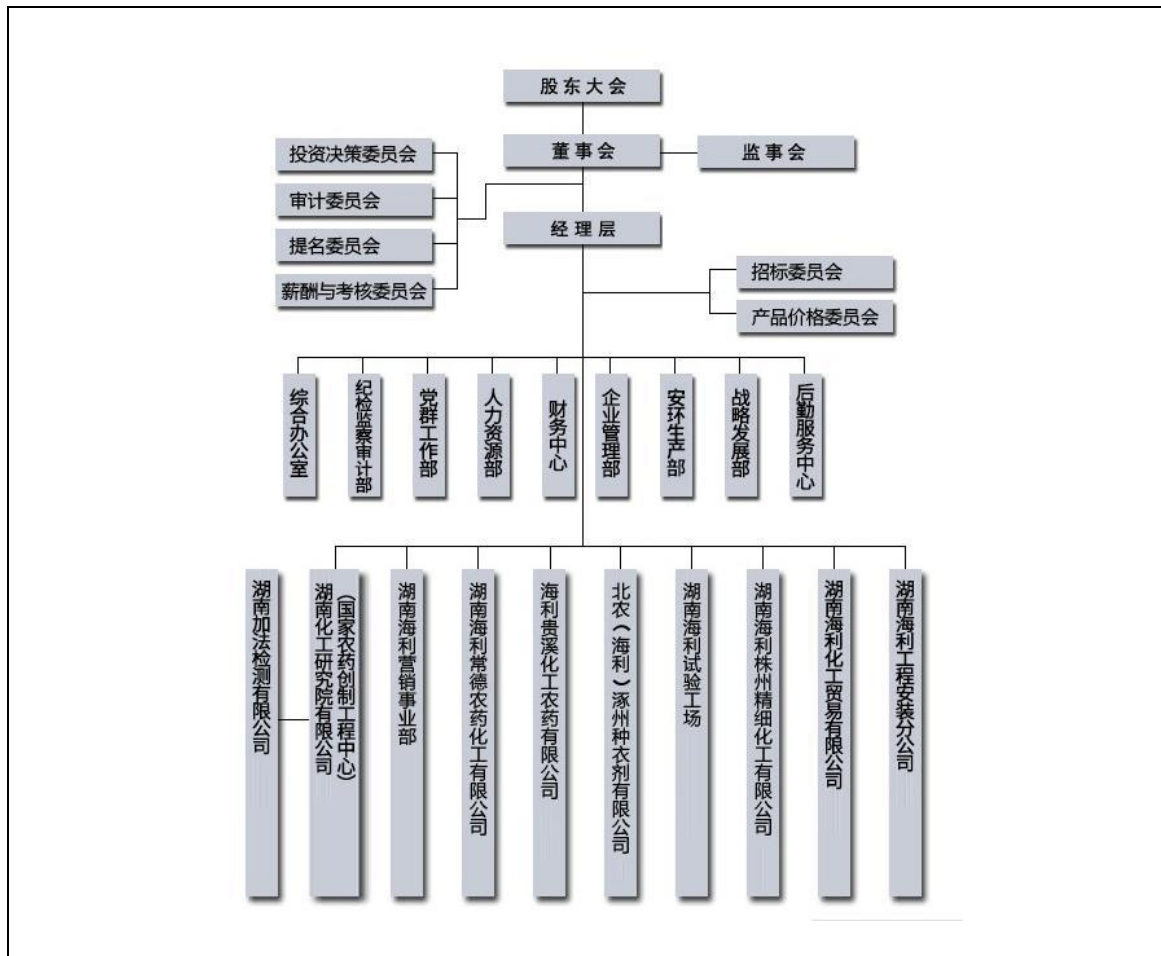 股东大会
董事会
监事会
投资决策委员会
审计委员会
提名委员会
薪酬与考核委员会
经理层
招标委员会
产品价格委员会
综合办公室
纪检监察审计部
党群工作部
人力资源部
财务中心
企业管理部
安环生产部
战略发展部
后勤服务中心
湖南加法检测有限公司
（国家农药创制工程中心）
湖南化工研究院有限公司
湖南海利营销事业部
湖南海利常德农药化工有限公司
海利贵溪化工农药有限公司
北农（海利）涿州种衣剂有限公司
湖南海利试验工场
湖南海利株州精细化工有限公司
湖南海利化工贸易有限公司
湖南海利工程安装分公司